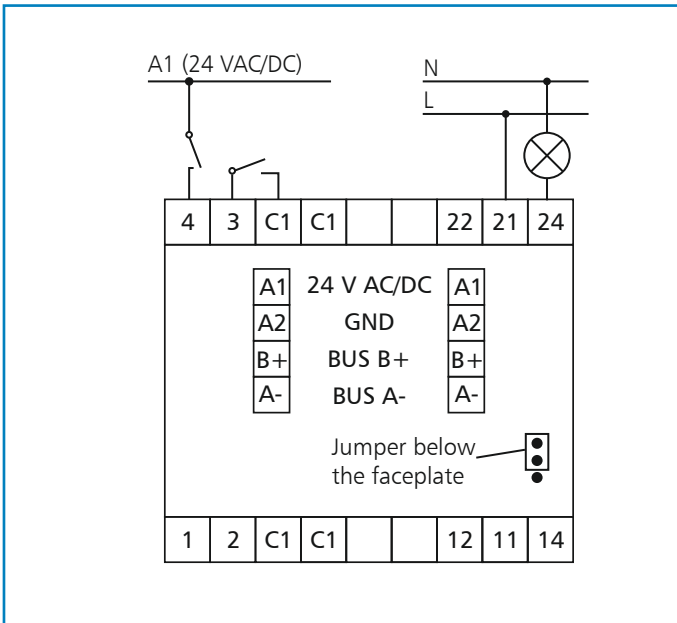 A1 (24 VAC/DC)
N
L
4 3 C1 C1 22 21 24
A1 24 V AC/DC A1
A2 GND A2
B+ BUS B+ B+
A- BUS A- A-
Jumper below
the faceplate
1 2 C1 C1 12 11 14